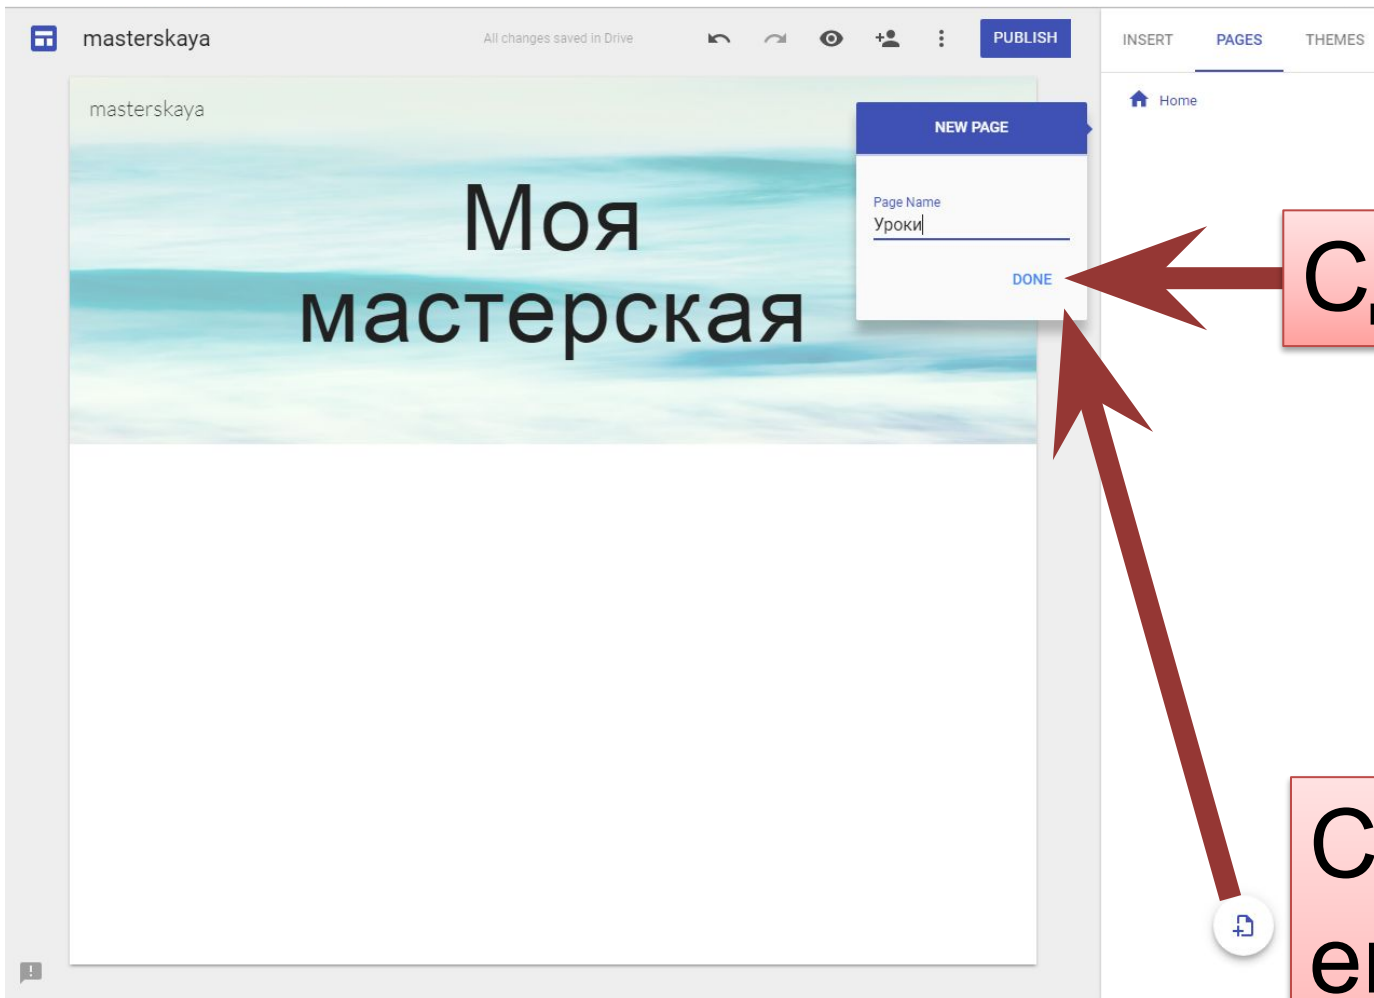 masterskaya
All changes saved in Drive
PUBLISH
INSERT
PAGES
THEMES
masterskaya
Home
NEW PAGE
Моя
мастерская
Page Name
Уроки
DONE